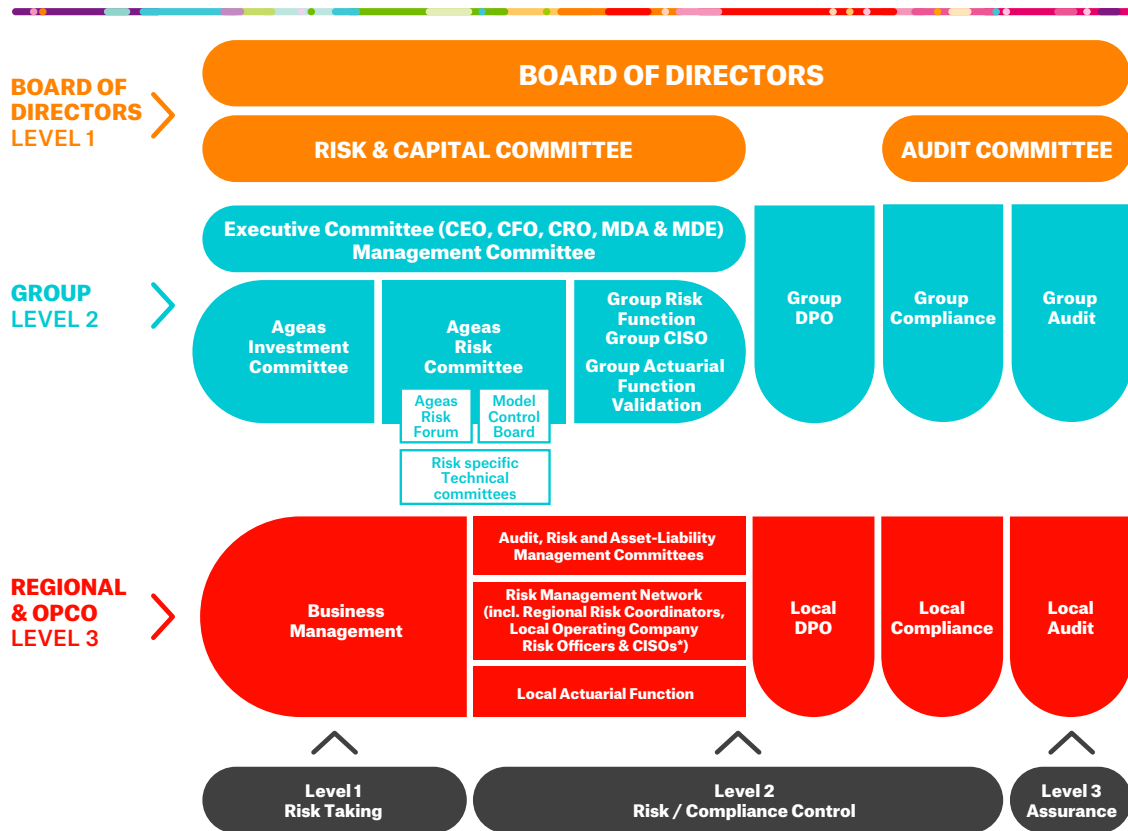 BOARD OF
DIRECTORS
LEVEL 1
BOARD OF DIRECTORS
RISK & CAPITAL COMMITTEE
AUDIT COMMITTEE
GROUP
LEVEL 2
Executive Committee (CEO, CFO, CRO, MDA & MDE)
Management Committee
Ageas
Investment
Committee
Ageas
Risk
Committee
Ageas
Risk
Forum
Model
Control
Board
Risk specific
Technical
committees
Group Risk
Function
Group CISO
Group Actuarial
Function
Validation
Group
DPO
Group
Compliance
Group
Audit
REGIONAL
& OPCO
LEVEL 3
Business
Management
Audit, Risk and Asset-Liability
Management Committees
Risk Management Network
(incl. Regional Risk Coordinators,
Local Operating Company
Risk Officers & CISOs*)
Local Actuarial Function
Local
DPO
Local
Compliance
Local
Audit
Level 1
Risk Taking
Level 2
Risk / Compliance Control
Level 3
Assurance